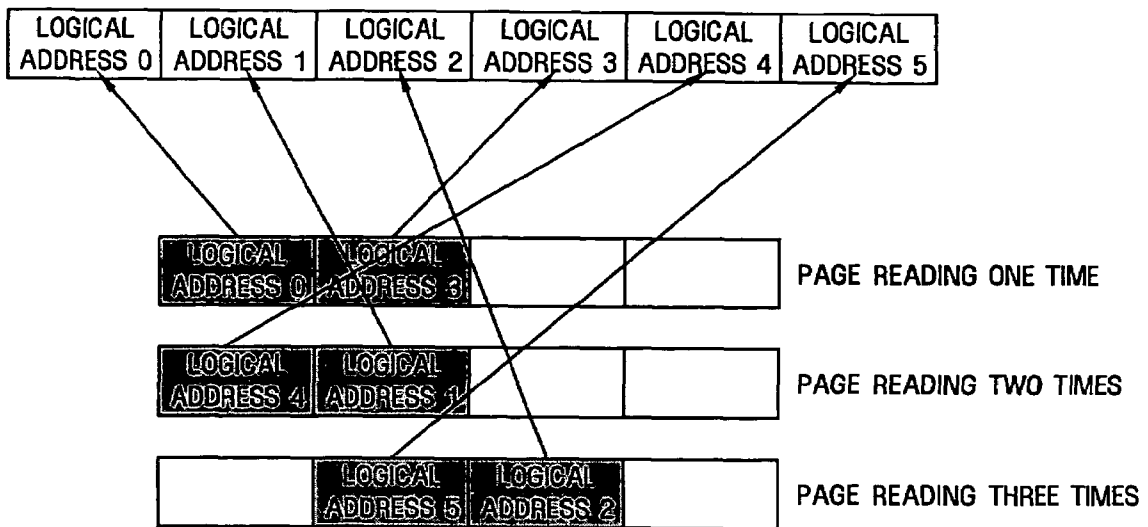 LOGICAL ADDRESS 0
LOGICAL ADDRESS 1
LOGICAL ADDRESS 2
LOGICAL ADDRESS 3
LOGICAL ADDRESS 4
LOGICAL ADDRESS 5
LOGICAL ADDRESS 0
LOGICAL ADDRESS 3
PAGE READING ONE TIME
LOGICAL ADDRESS 4
LOGICAL ADDRESS 1
PAGE READING TWO TIMES
LOGICAL ADDRESS 5
LOGICAL ADDRESS 2
PAGE READING THREE TIMES